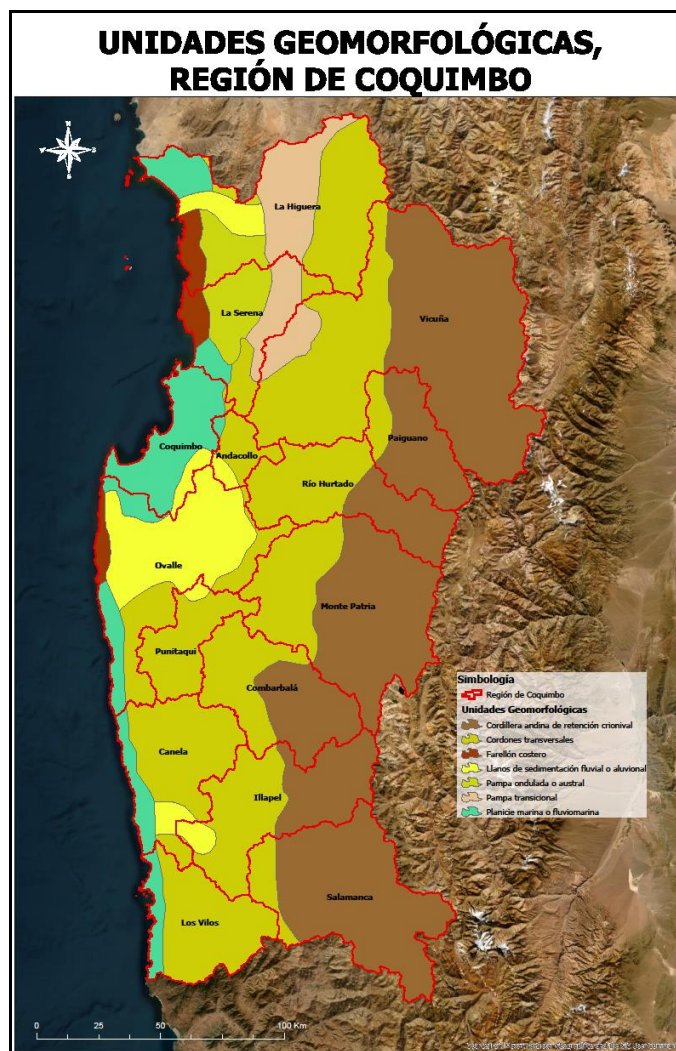 UNIDADES GEOMORFOLÓGICAS,
REGIÓN DE COQUIMBO
N
S
La Higuera
La Serena
Vicuña
Paiguano
Coquimbo
Andacollo
Río Hurtado
Ovalle
Monte Patria
Punitaqui
Combarbalá
Canela
Illapel
Salamanca
Los Vilos
Simbología
Región de Coquimbo
Unidades Geomorfológicas
Cordillera andina de retención crionival
Cordones transversales
Farellón costero
Llanos de sedimentación fluvial o aluvional
Pampa ondulada o austral
Pampa transicional
Planicie marina o fluviomarina
0 25 50 100 Km